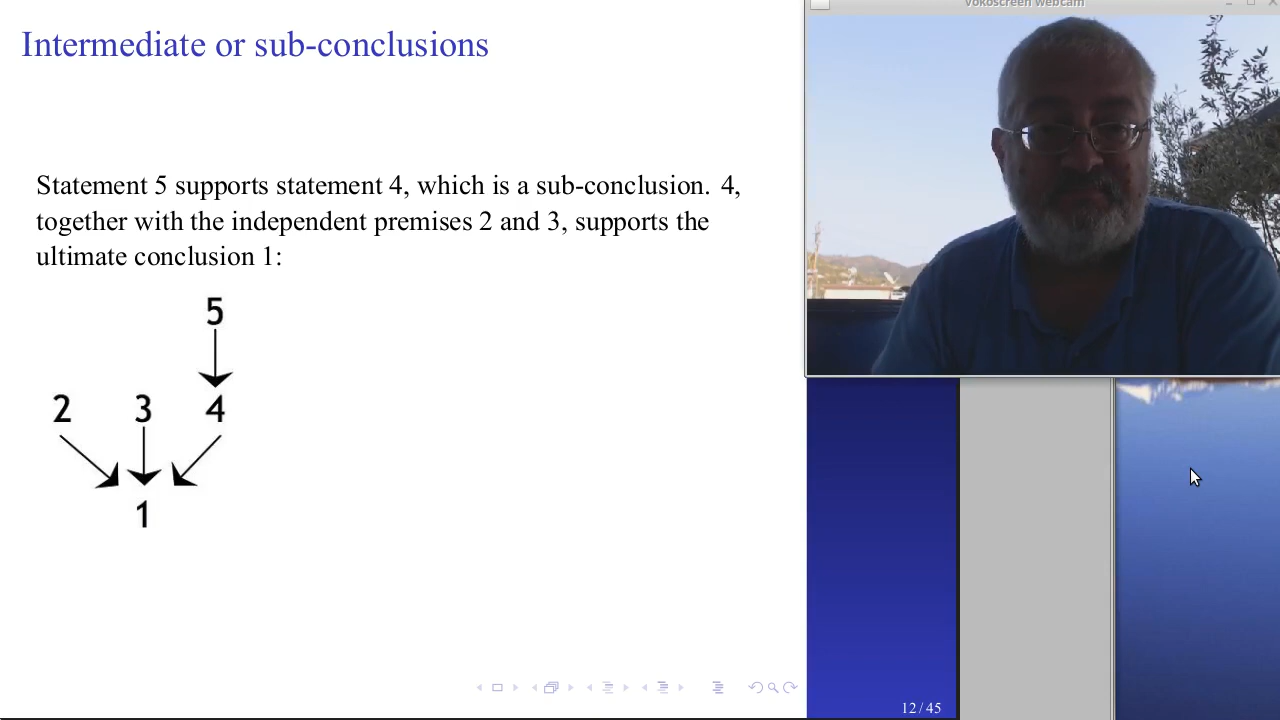 Vokoscreen webcam
Intermediate or sub-conclusions
Statement 5 supports statement 4, which is a sub-conclusion. 4,
together with the independent premises 2 and 3, supports the
ultimate conclusion 1:
5
2 3 4
1
12 / 45